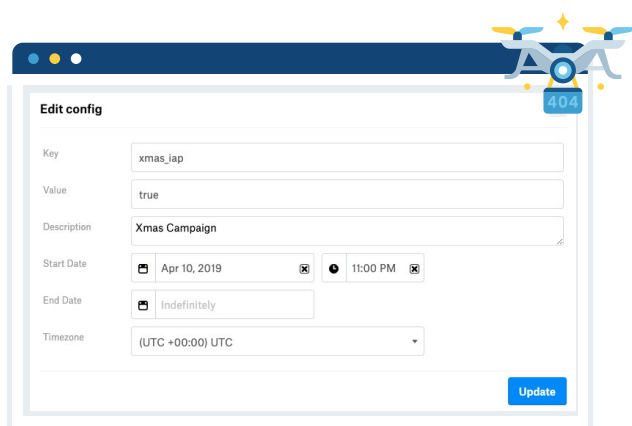 404
Edit config
Key xmas_iap
Value true
Description Xmas Campaign
Start Date Apr 10, 2019 11:00 PM
End Date Indefinitely
Timezone (UTC +00:00) UTC
Update